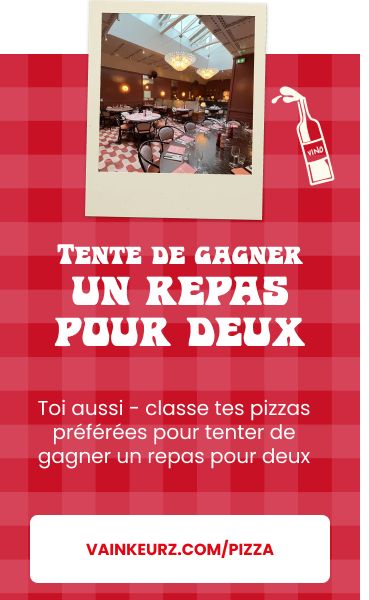 VINO
TENTE DE GAGNER
UN REPAS
POUR DEUX
Toi aussi - classe tes pizzas
préférées pour tenter de
gagner un repas pour deux
VAINKEURZ.COM/PIZZA